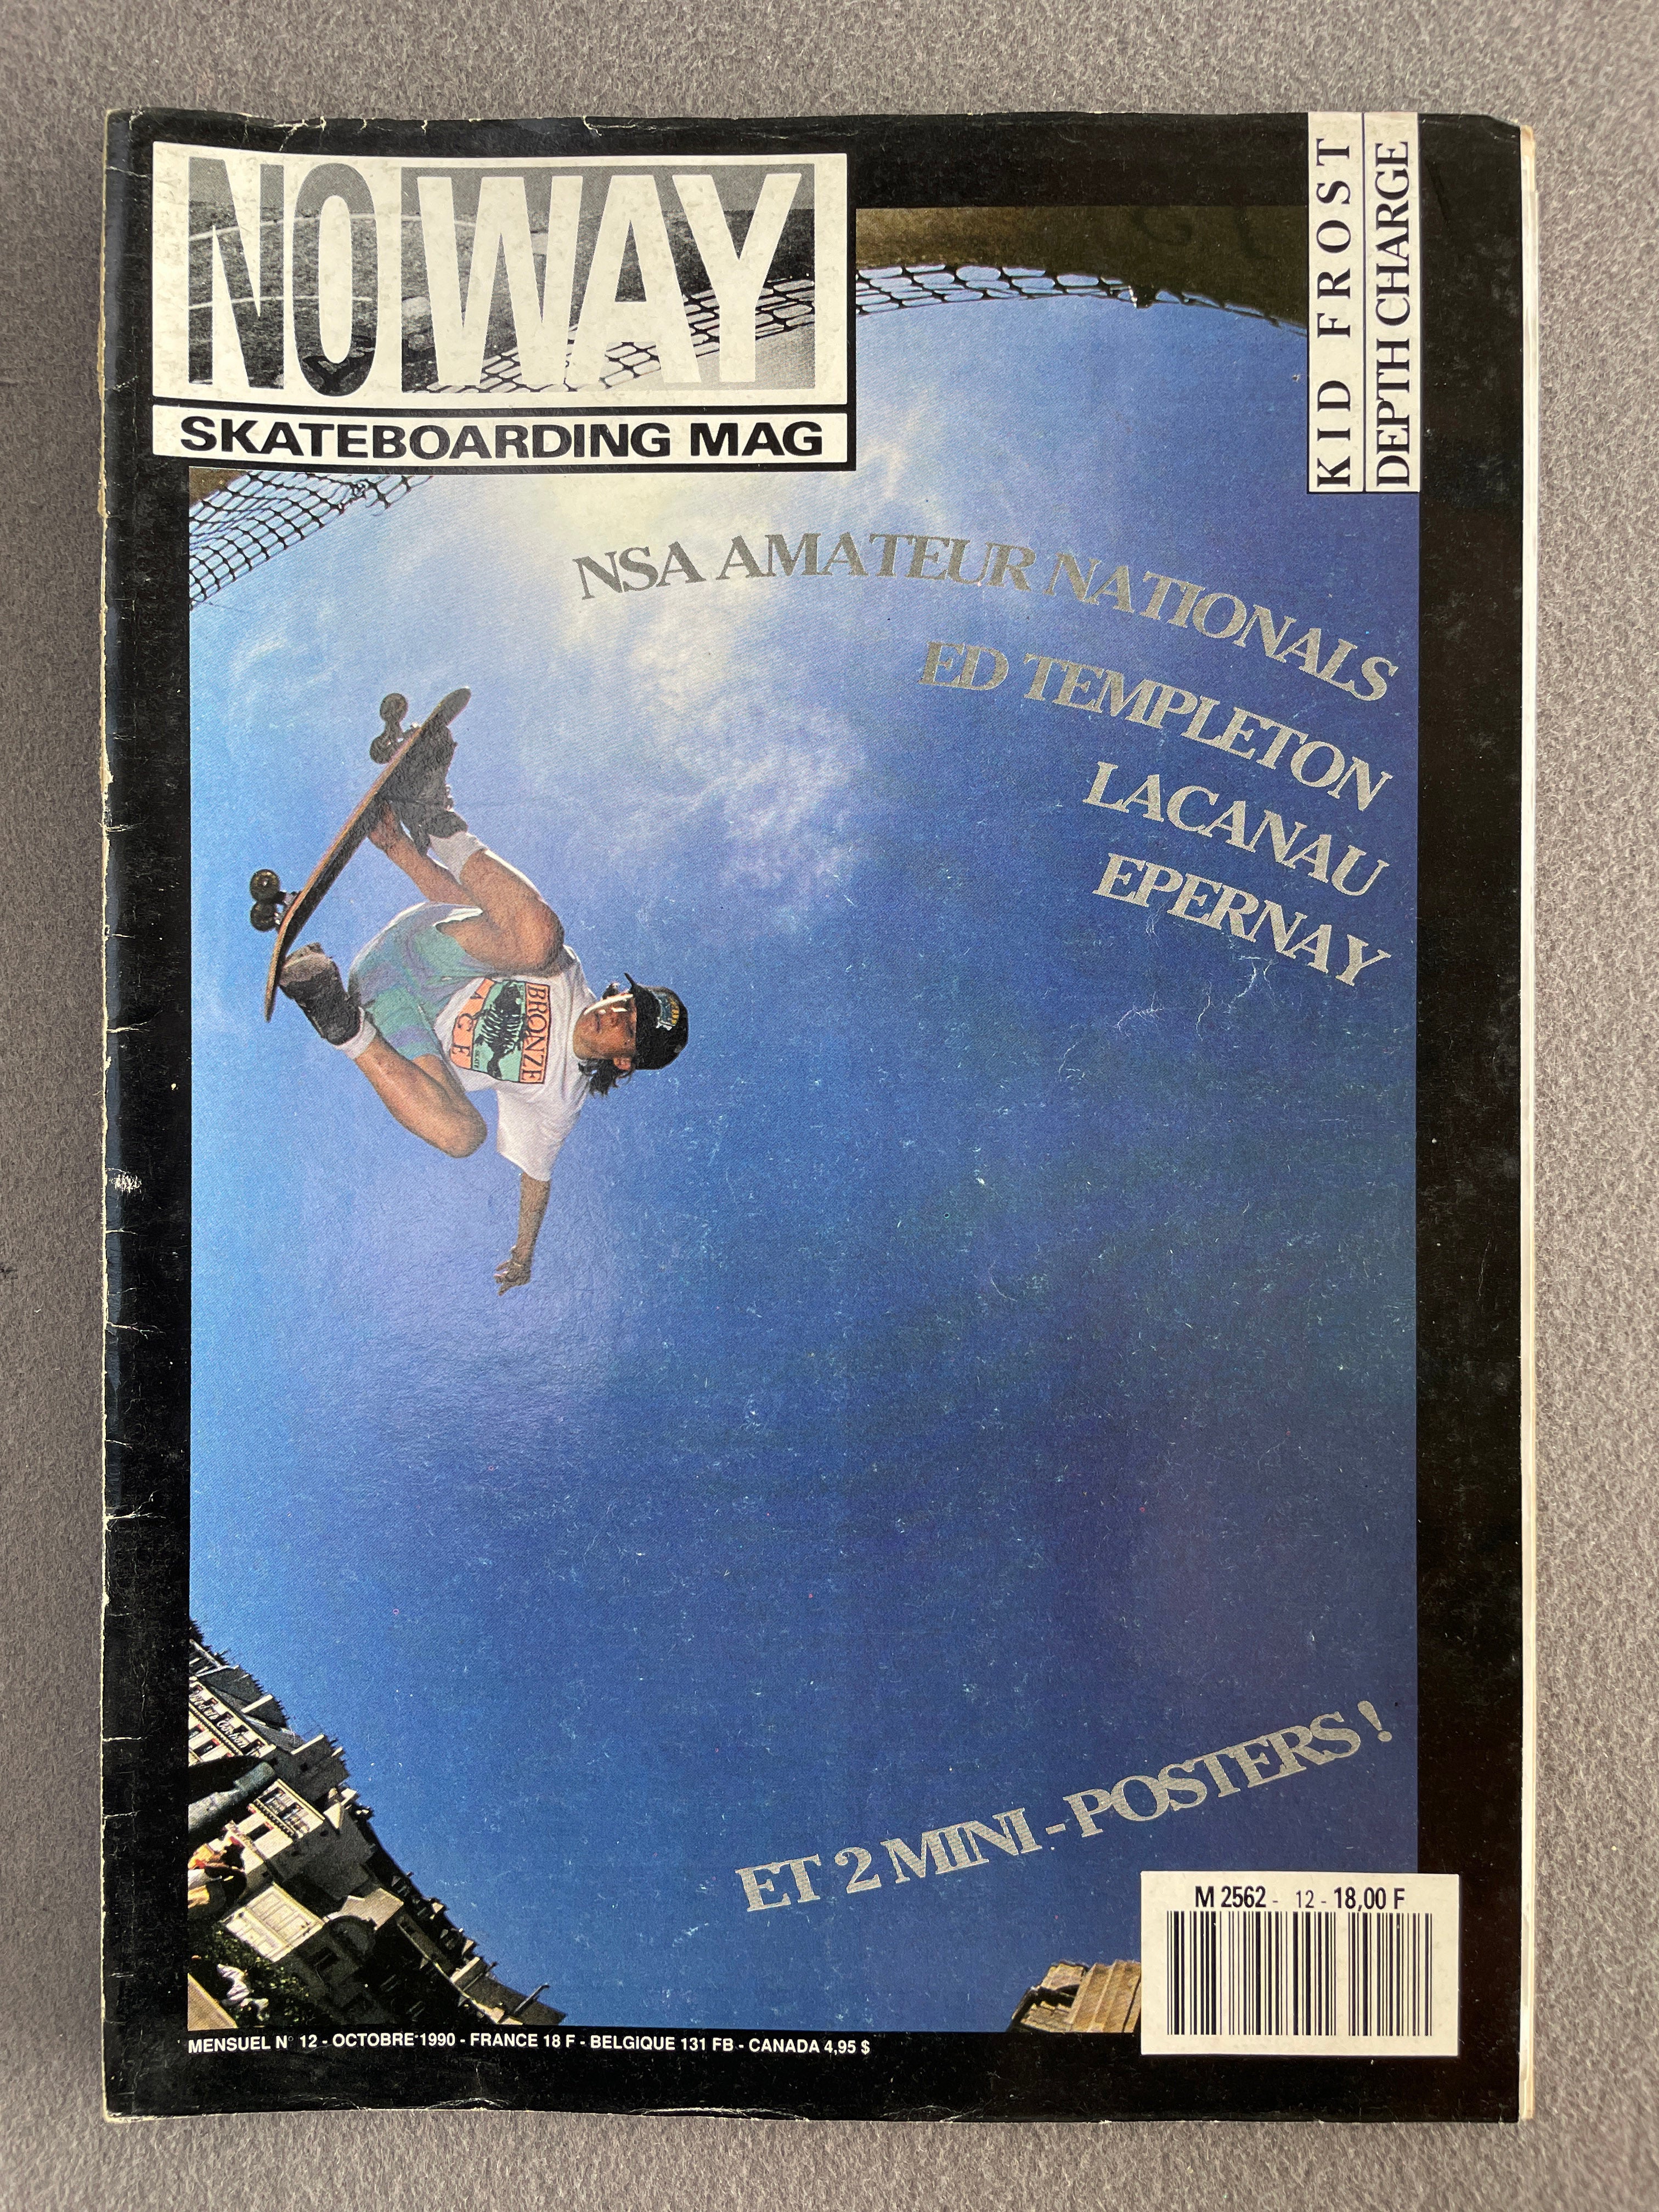 NO WAY
SKATEBOARDING MAG
KID FROST
DEPTH CHARGE
NSA AMATEUR NATIONALS
ED TEMPLETON
LACANAU
EPERNAY
BRONZE
AGE
ET 2 MINI-POSTERS !
M 2562 - 12 - 18,00 F
MENSUEL N° 12 - OCTOBRE 1990 - FRANCE 18 F - BELGIQUE 131 FB - CANADA 4,95 $